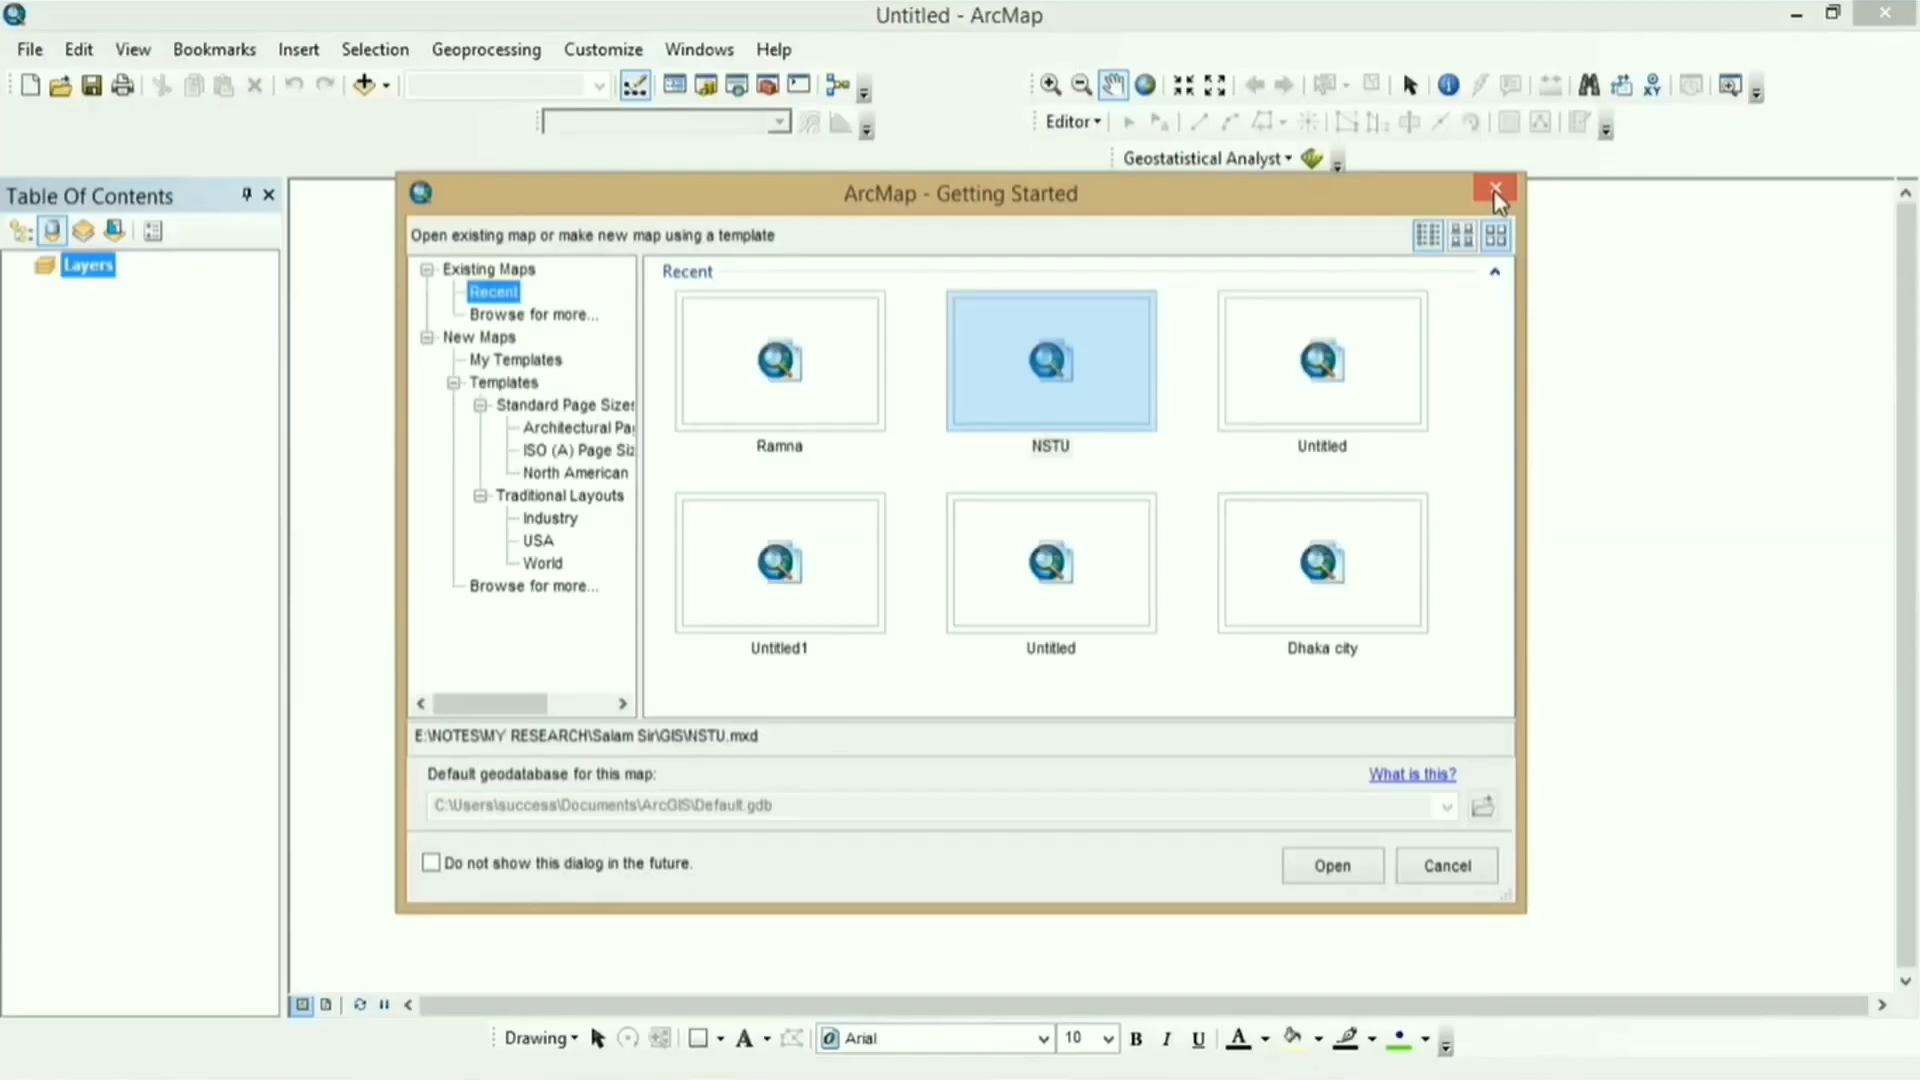 Untitled - ArcMap
File Edit View Bookmarks Insert Selection Geoprocessing Customize Windows Help
Editor
Geostatistical Analyst
Table Of Contents
Layers
ArcMap - Getting Started
Open existing map or make new map using a template
Existing Maps
Recent
Browse for more...
New Maps
My Templates
Templates
Standard Page Sizes
Architectural Pa
ISO (A) Page Siz
North American
Traditional Layouts
Industry
USA
World
Browse for more...
Recent
Ramna NSTU Untitled
Untitled1 Untitled Dhaka city
E:\NOTES\MY RESEARCH\Salam Sir\GIS\NSTU.mxd
Default geodatabase for this map:
What is this?
C:\Users\success\Documents\ArcGIS\Default.gdb
Do not show this dialog in the future.
Open Cancel
Drawing A Arial 10 B I U A